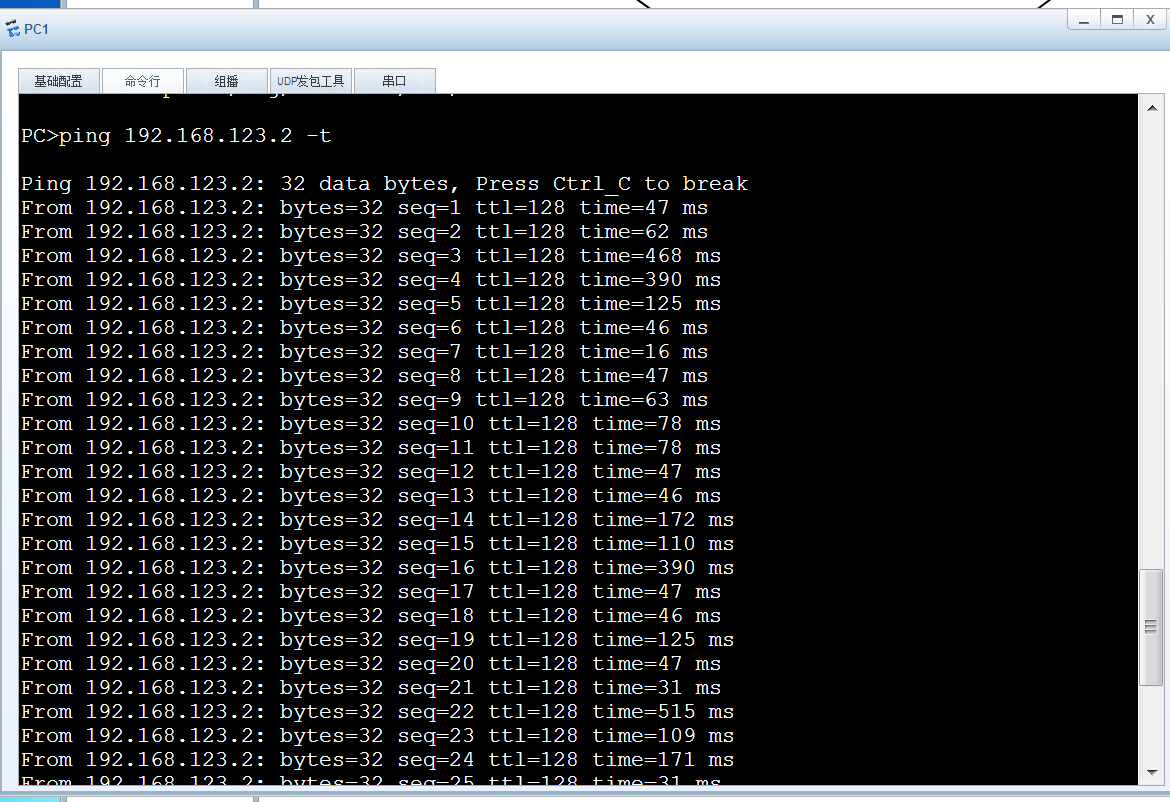 PC1
基础配置 命令行 组播 UDP发包工具 串口
PC>ping 192.168.123.2 -t
Ping 192.168.123.2: 32 data bytes, Press Ctrl_C to break
From 192.168.123.2: bytes=32 seq=1 ttl=128 time=47 ms
From 192.168.123.2: bytes=32 seq=2 ttl=128 time=62 ms
From 192.168.123.2: bytes=32 seq=3 ttl=128 time=468 ms
From 192.168.123.2: bytes=32 seq=4 ttl=128 time=390 ms
From 192.168.123.2: bytes=32 seq=5 ttl=128 time=125 ms
From 192.168.123.2: bytes=32 seq=6 ttl=128 time=46 ms
From 192.168.123.2: bytes=32 seq=7 ttl=128 time=16 ms
From 192.168.123.2: bytes=32 seq=8 ttl=128 time=47 ms
From 192.168.123.2: bytes=32 seq=9 ttl=128 time=63 ms
From 192.168.123.2: bytes=32 seq=10 ttl=128 time=78 ms
From 192.168.123.2: bytes=32 seq=11 ttl=128 time=78 ms
From 192.168.123.2: bytes=32 seq=12 ttl=128 time=47 ms
From 192.168.123.2: bytes=32 seq=13 ttl=128 time=46 ms
From 192.168.123.2: bytes=32 seq=14 ttl=128 time=172 ms
From 192.168.123.2: bytes=32 seq=15 ttl=128 time=110 ms
From 192.168.123.2: bytes=32 seq=16 ttl=128 time=390 ms
From 192.168.123.2: bytes=32 seq=17 ttl=128 time=47 ms
From 192.168.123.2: bytes=32 seq=18 ttl=128 time=46 ms
From 192.168.123.2: bytes=32 seq=19 ttl=128 time=125 ms
From 192.168.123.2: bytes=32 seq=20 ttl=128 time=47 ms
From 192.168.123.2: bytes=32 seq=21 ttl=128 time=31 ms
From 192.168.123.2: bytes=32 seq=22 ttl=128 time=515 ms
From 192.168.123.2: bytes=32 seq=23 ttl=128 time=109 ms
From 192.168.123.2: bytes=32 seq=24 ttl=128 time=171 ms
From 192.168.123.2: bytes=32 seq=25 ttl=128 time=31 ms